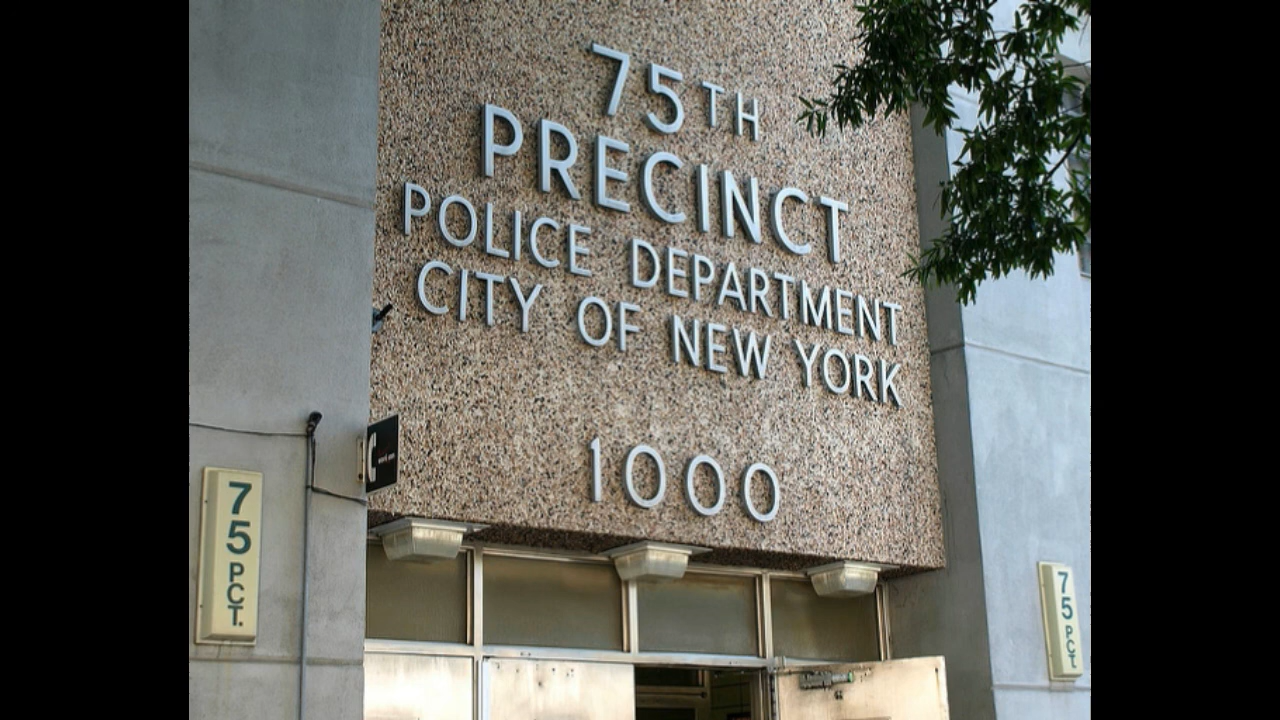 75TH
PRECINCT
POLICE DEPARTMENT
CITY OF NEW YORK
1000
75 PCT.
75 PCT.